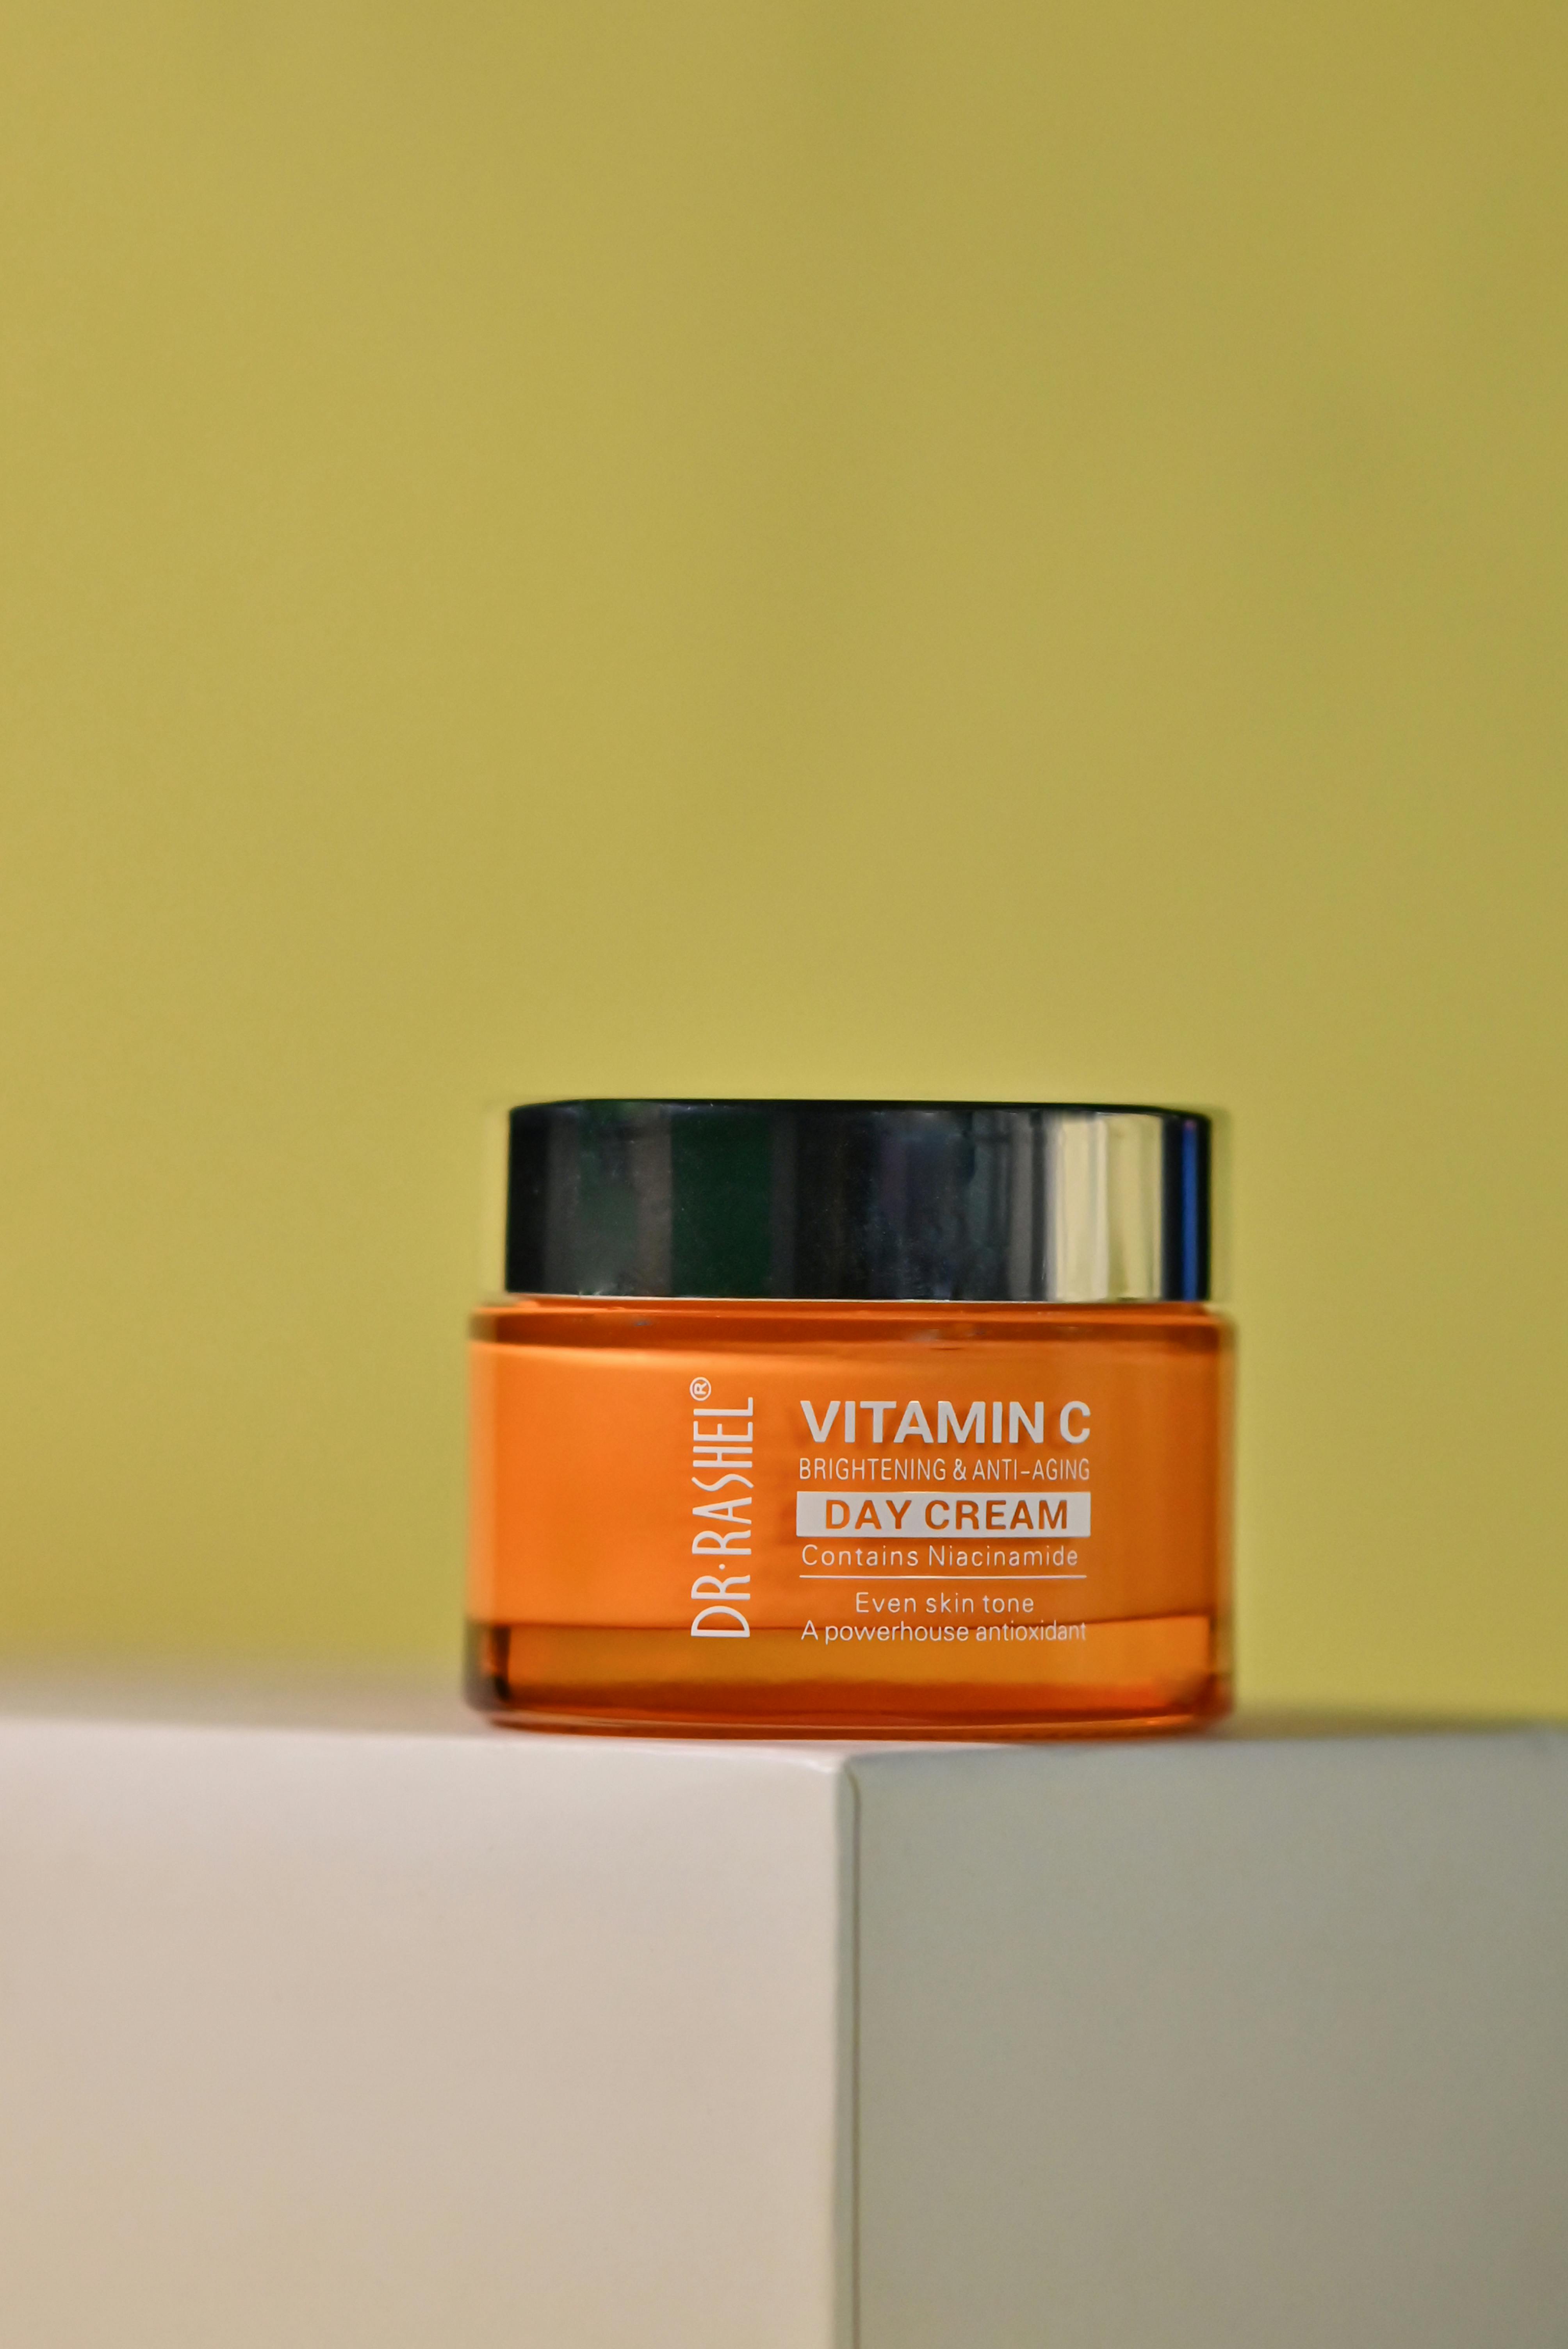 DR·RASHEL®
VITAMIN C
BRIGHTENING & ANTI-AGING
DAY CREAM
Contains Niacinamide
Even skin tone
A powerhouse antioxidant